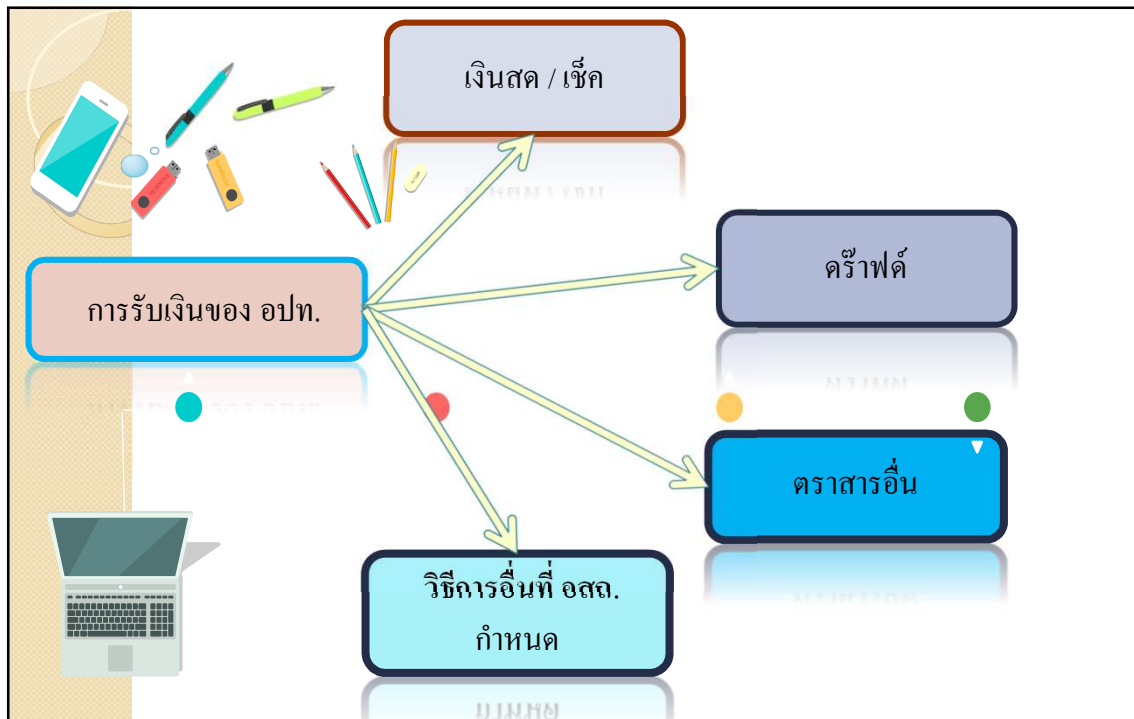 เงินสด / เช็ค
ดร๊าฟด์
การรับเงินของ อปท.
ตราสารอื่น
วิธีการอื่นที่ อสถ.
กำหนด